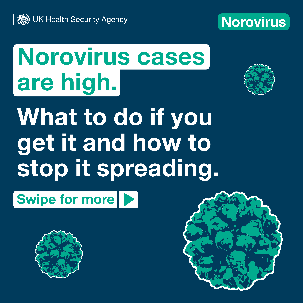 UK Health Security Agency
Norovirus
Norovirus cases
are high.
What to do if you
get it and how to
stop it spreading.
Swipe for more